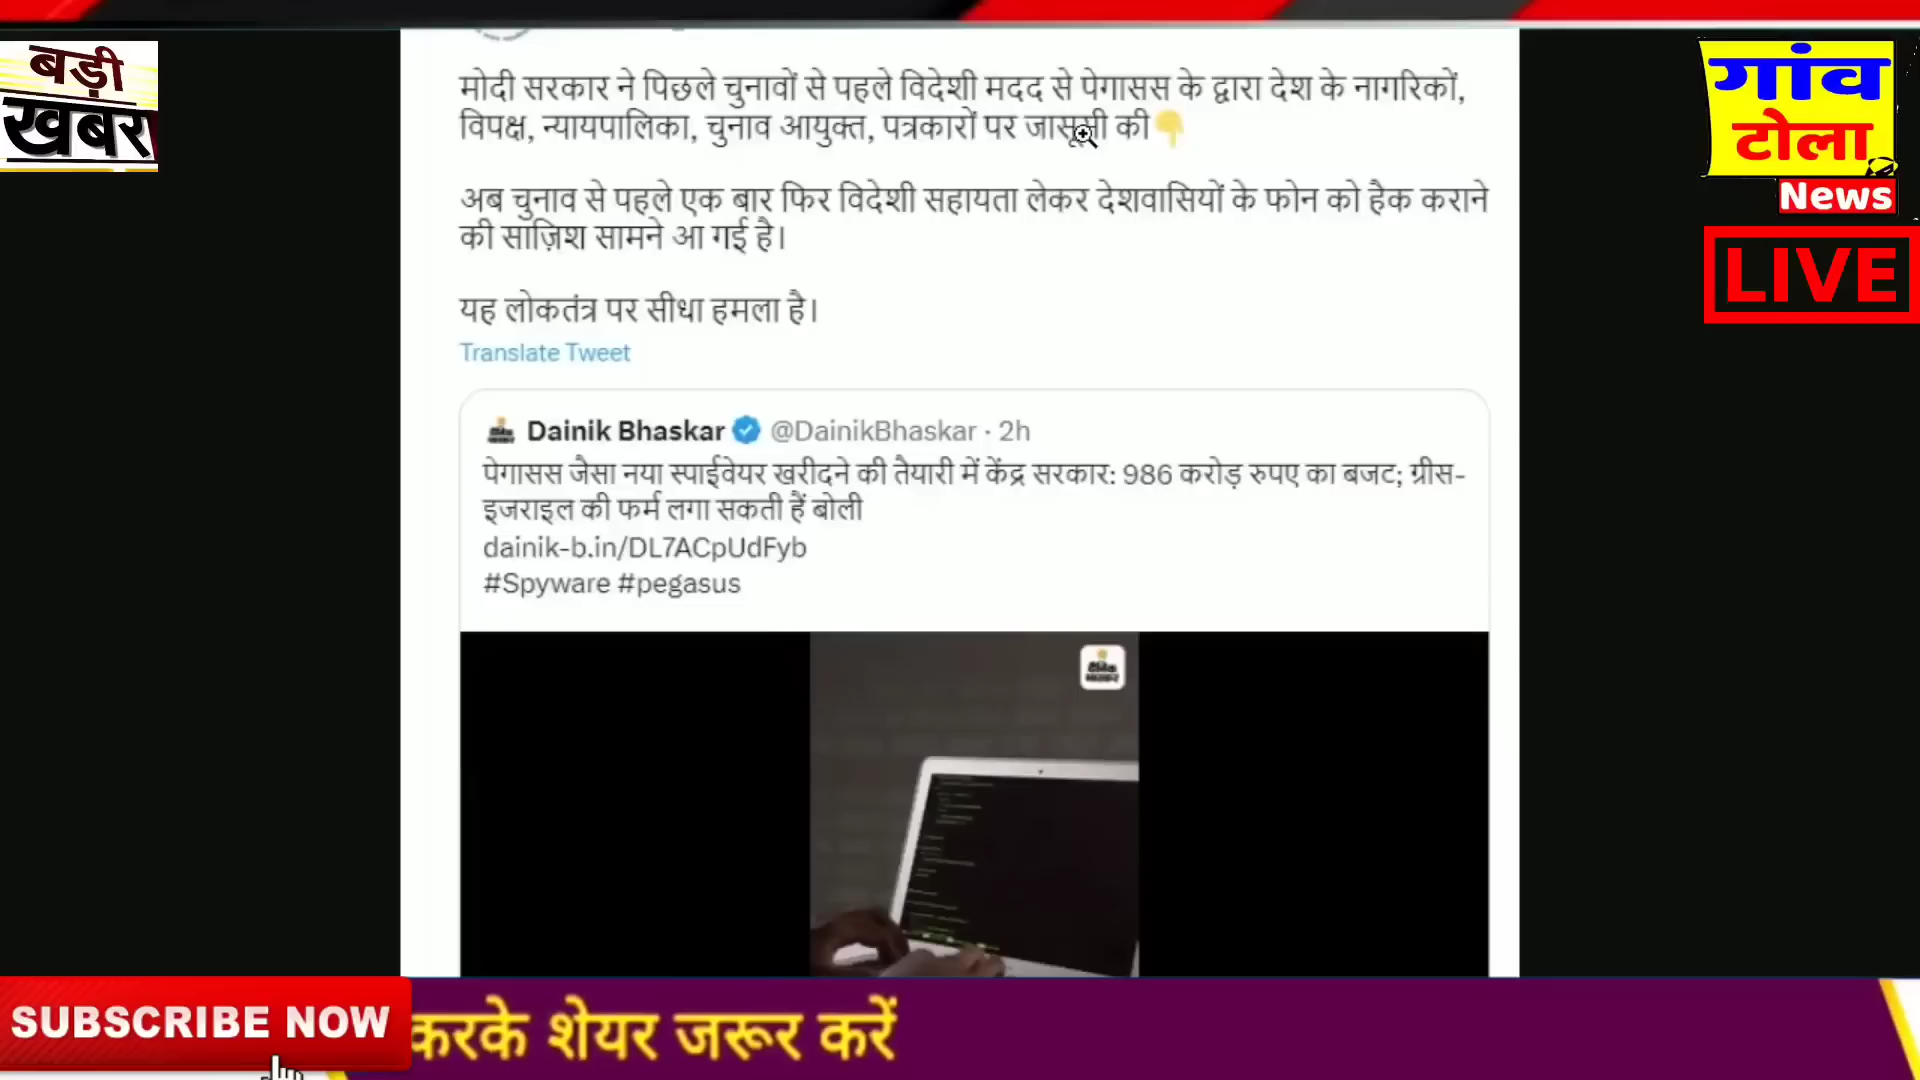 बड़ी
खबर
गांव
टोला
News
LIVE
मोदी सरकार ने पिछले चुनावों से पहले विदेशी मदद से पेगासस के द्वारा देश के नागरिकों,
विपक्ष, न्यायपालिका, चुनाव आयुक्त, पत्रकारों पर जासूसी की👇
अब चुनाव से पहले एक बार फिर विदेशी सहायता लेकर देशवासियों के फोन को हैक कराने
की साज़िश सामने आ गई है।
यह लोकतंत्र पर सीधा हमला है।
Translate Tweet
Dainik Bhaskar @DainikBhaskar · 2h
पेगासस जैसा नया स्पाईवेयर खरीदने की तैयारी में केंद्र सरकार: 986 करोड़ रुपए का बजट; ग्रीस-
इजराइल की फर्म लगा सकती हैं बोली
dainik-b.in/DL7ACpUdFyb
#Spyware #pegasus
SUBSCRIBE NOW
करके शेयर जरूर करें